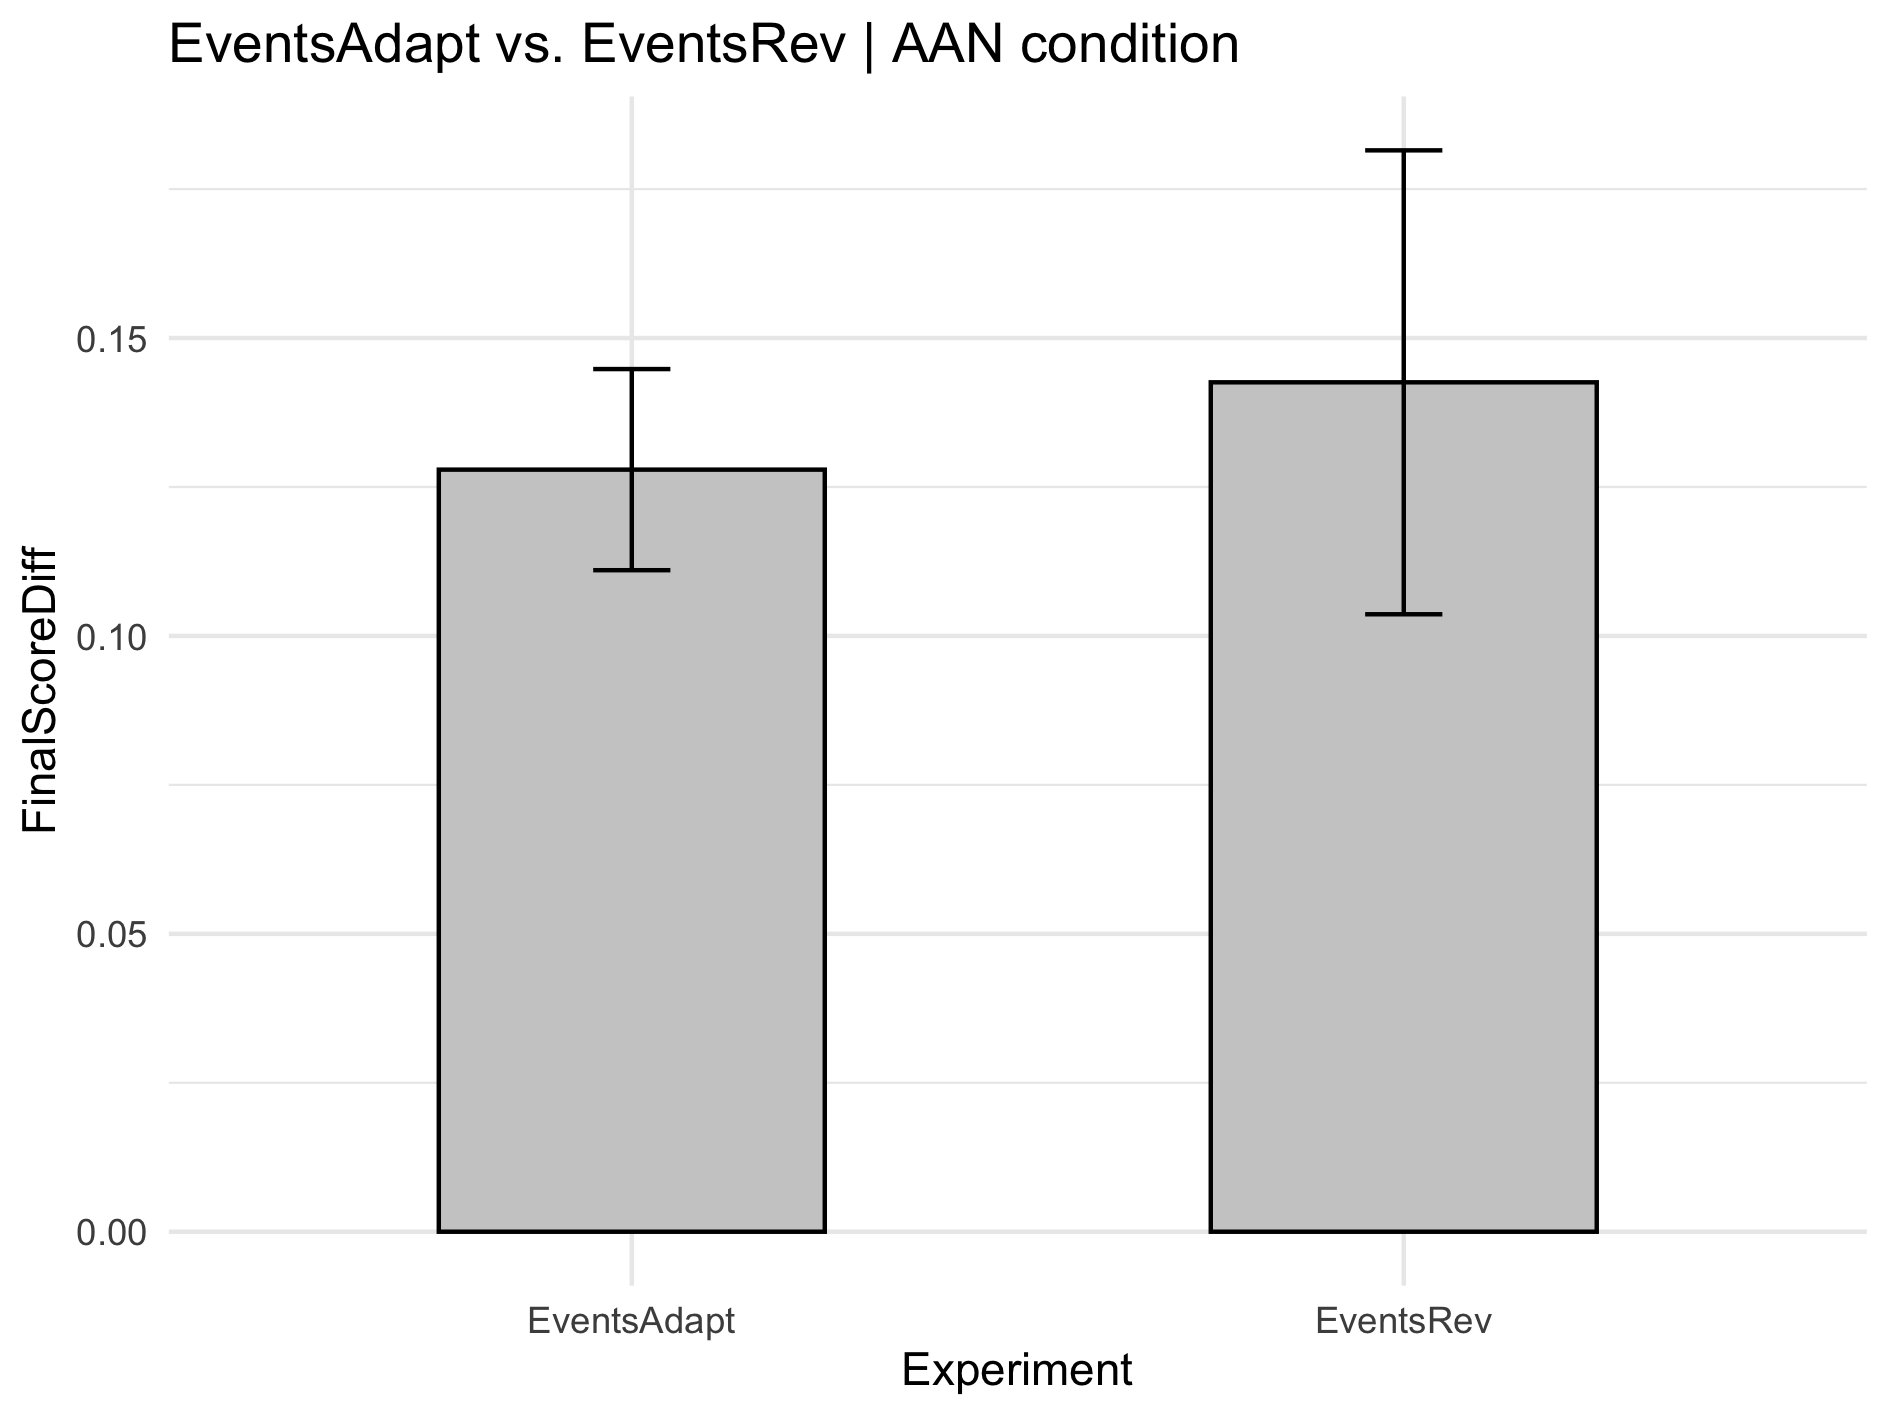 EventsAdapt vs. EventsRev | AAN condition
FinalScoreDiff
0.15
0.10
0.05
0.00
EventsAdapt
EventsRev
Experiment